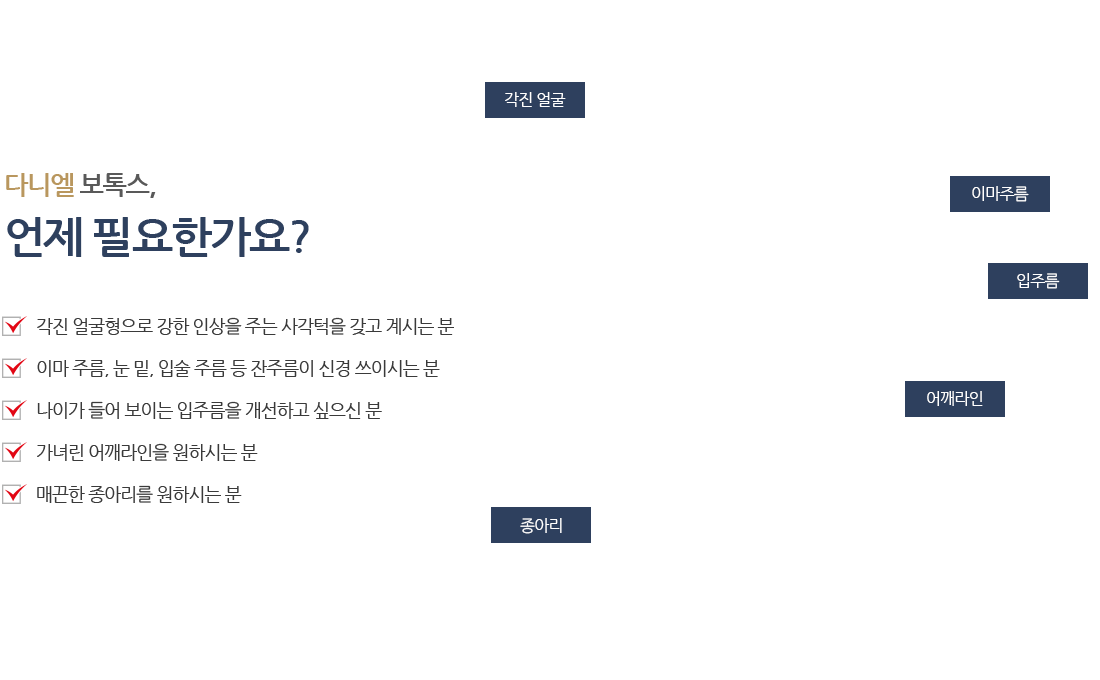 각진 얼굴
다니엘 보톡스,
언제 필요한가요?
이마주름
입주름
각진 얼굴형으로 강한 인상을 주는 사각턱을 갖고 계시는 분
이마 주름, 눈 밑, 입술 주름 등 잔주름이 신경 쓰이시는 분
나이가 들어 보이는 입주름을 개선하고 싶으신 분
가녀린 어깨라인을 원하시는 분
매끈한 종아리를 원하시는 분
어깨라인
종아리